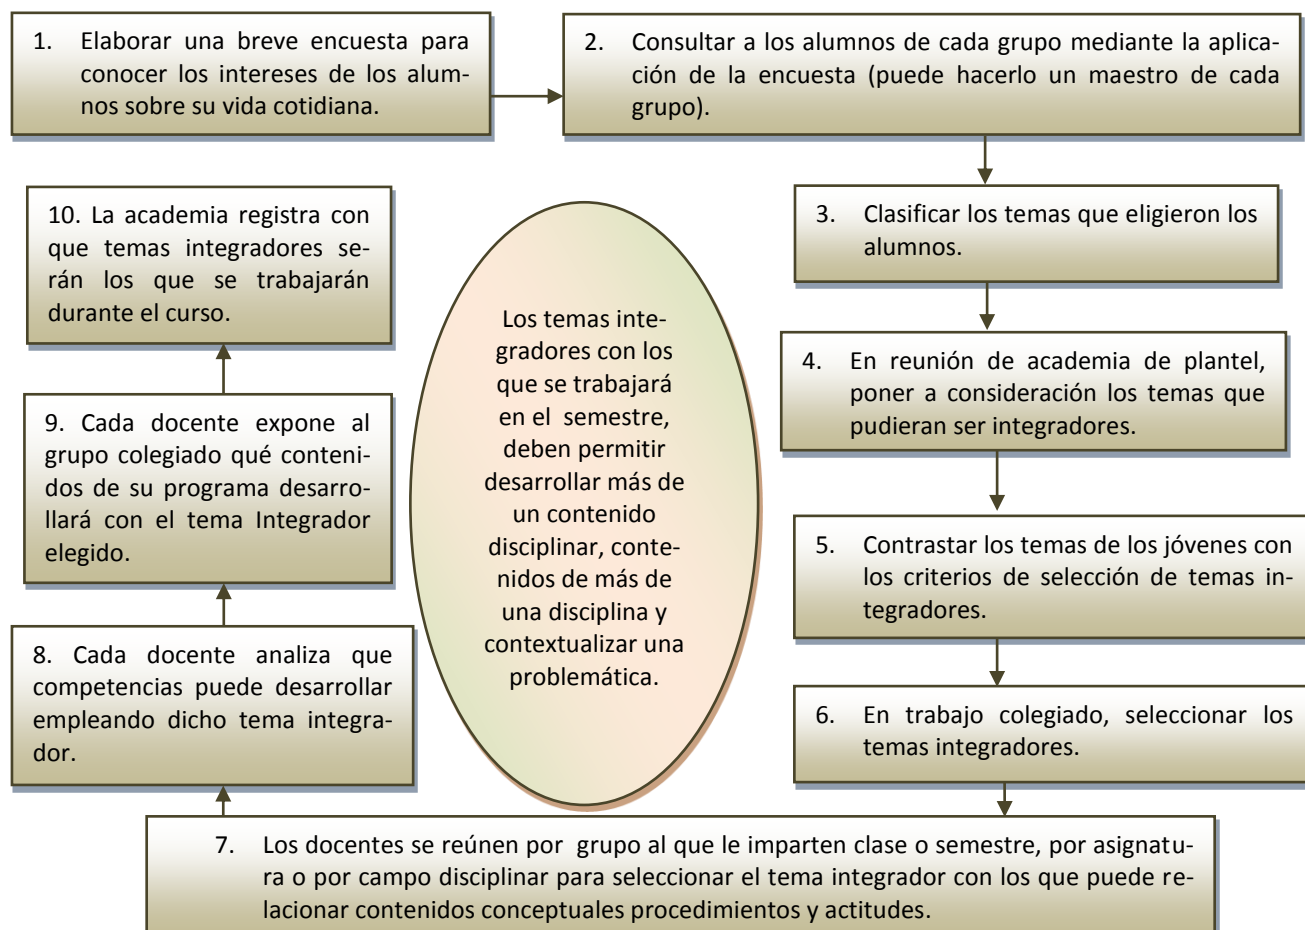 1. Elaborar una breve encuesta para
conocer los intereses de los alum-
nos sobre su vida cotidiana.
2. Consultar a los alumnos de cada grupo mediante la aplica-
ción de la encuesta (puede hacerlo un maestro de cada
grupo).
3. Clasificar los temas que eligieron los
alumnos.
4. En reunión de academia de plantel,
poner a consideración los temas que
pudieran ser integradores.
5. Contrastar los temas de los jóvenes con
los criterios de selección de temas in-
tegradores.
6. En trabajo colegiado, seleccionar los
temas integradores.
7. Los docentes se reúnen por grupo al que le imparten clase o semestre, por asignatu-
ra o por campo disciplinar para seleccionar el tema integrador con los que puede re-
lacionar contenidos conceptuales procedimientos y actitudes.
8. Cada docente analiza que
competencias puede desarrollar
empleando dicho tema integra-
dor.
9. Cada docente expone al
grupo colegiado qué conteni-
dos de su programa desarro-
llará con el tema Integrador
elegido.
10. La academia registra con
que temas integradores se-
rán los que se trabajarán
durante el curso.
Los temas inte-
gradores con los
que se trabajará
en el semestre,
deben permitir
desarrollar más de
un contenido
disciplinar, conte-
nidos de más de
una disciplina y
contextualizar una
problemática.